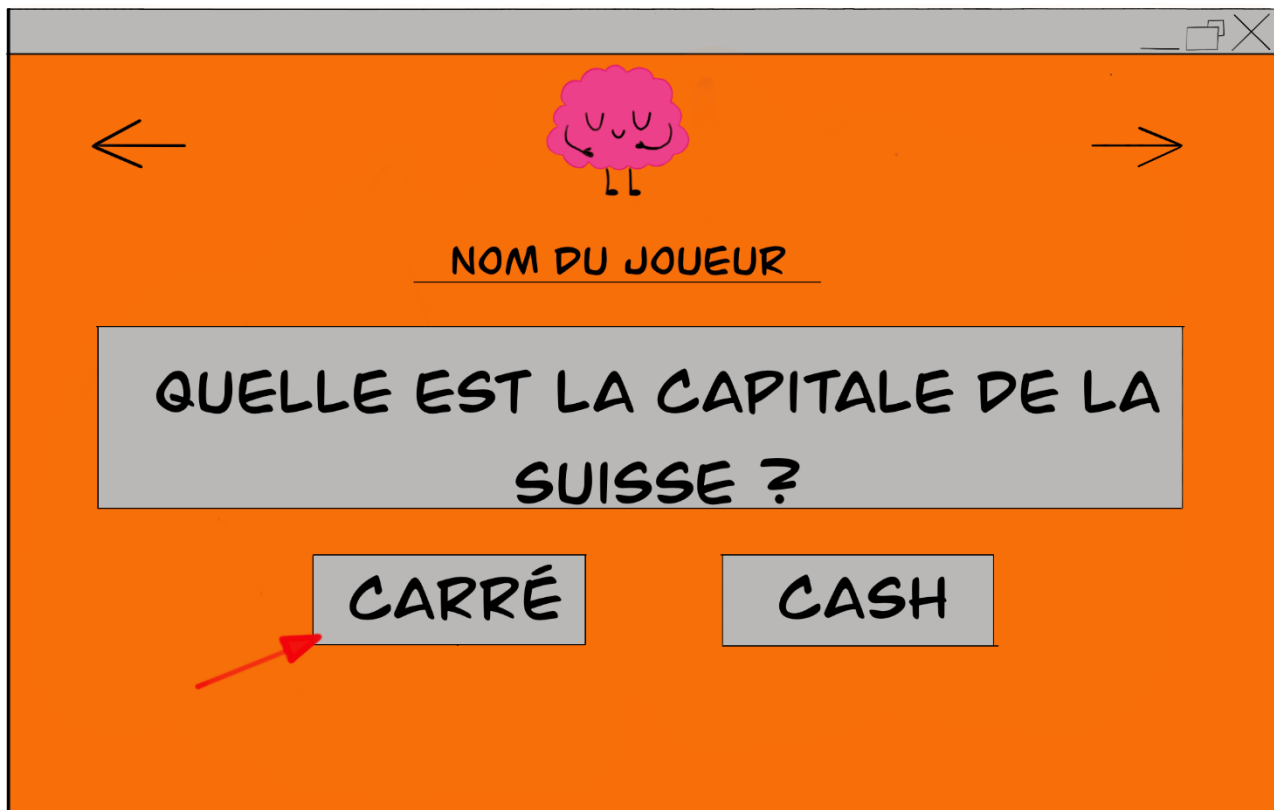 NOM DU JOUEUR
QUELLE EST LA CAPITALE DE LA
SUISSE ?
CARRÉ
CASH